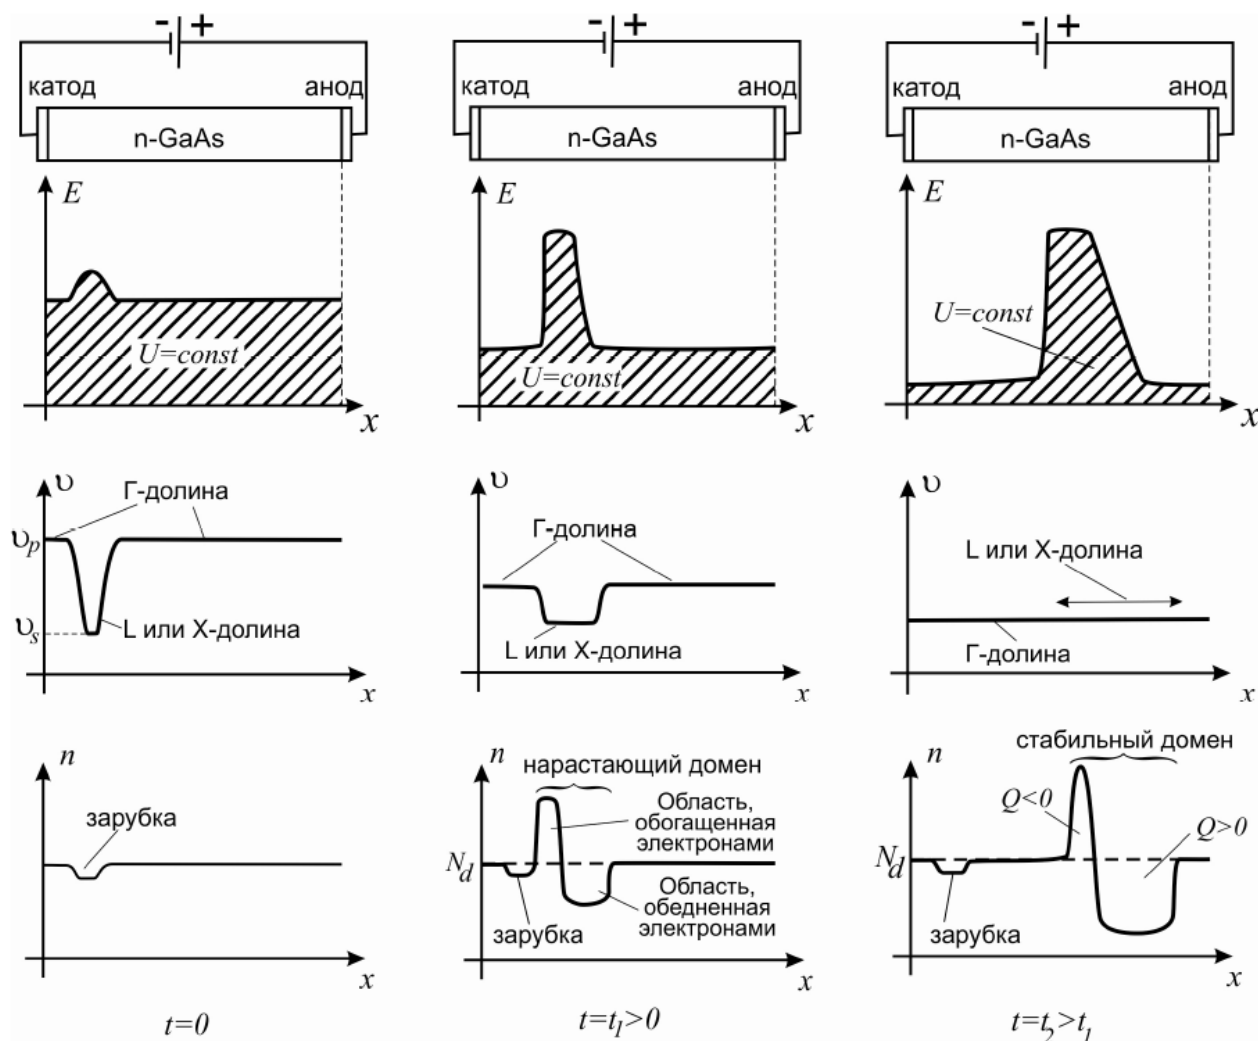 - +
катод анод
n-GaAs
E
U=const
x
υ
Г-долина
υp
υs
L или X-долина
x
n
зарубка
x
t=0
- +
катод анод
n-GaAs
E
U=const
x
υ
Г-долина
L или X-долина
x
n
нарастающий домен
Область,
обогащенная
электронами
Nd
Область,
обедненная
электронами
зарубка
x
t=t₁>0
- +
катод анод
n-GaAs
E
U=const
x
υ
L или X-долина
Г-долина
x
n
стабильный домен
Q<0
Q>0
Nd
зарубка
x
t=t₂>t₁